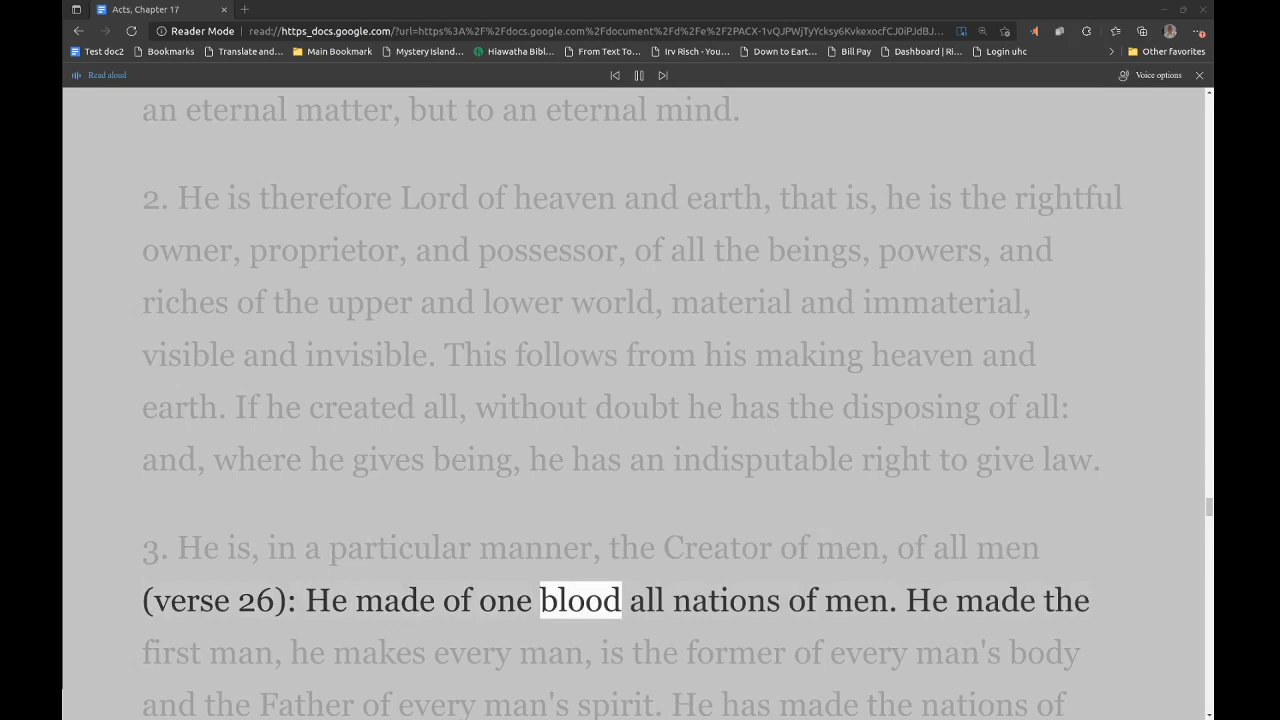 Acts, Chapter 17
Reader Mode read://https_docs.google.com/?url=https%3A%2F%2Fdocs.google.com%2Fdocument%2Fd%2Fe%2F2PACX-1vQJPWjTyYcksy6KvkexocfCJ0iPJdBJ...
Test doc2 Bookmarks Translate and... Main Bookmark Mystery Island... Hiawatha Bibl... From Text To... Irv Risch - You... Down to Eart... Bill Pay Dashboard | Ri... Login uhc Other favorites
Read aloud Voice options
an eternal matter, but to an eternal mind.
2. He is therefore Lord of heaven and earth, that is, he is the rightful
owner, proprietor, and possessor, of all the beings, powers, and
riches of the upper and lower world, material and immaterial,
visible and invisible. This follows from his making heaven and
earth. If he created all, without doubt he has the disposing of all:
and, where he gives being, he has an indisputable right to give law.
3. He is, in a particular manner, the Creator of men, of all men
(verse 26): He made of one blood all nations of men. He made the
first man, he makes every man, is the former of every man's body
and the Father of every man's spirit. He has made the nations of